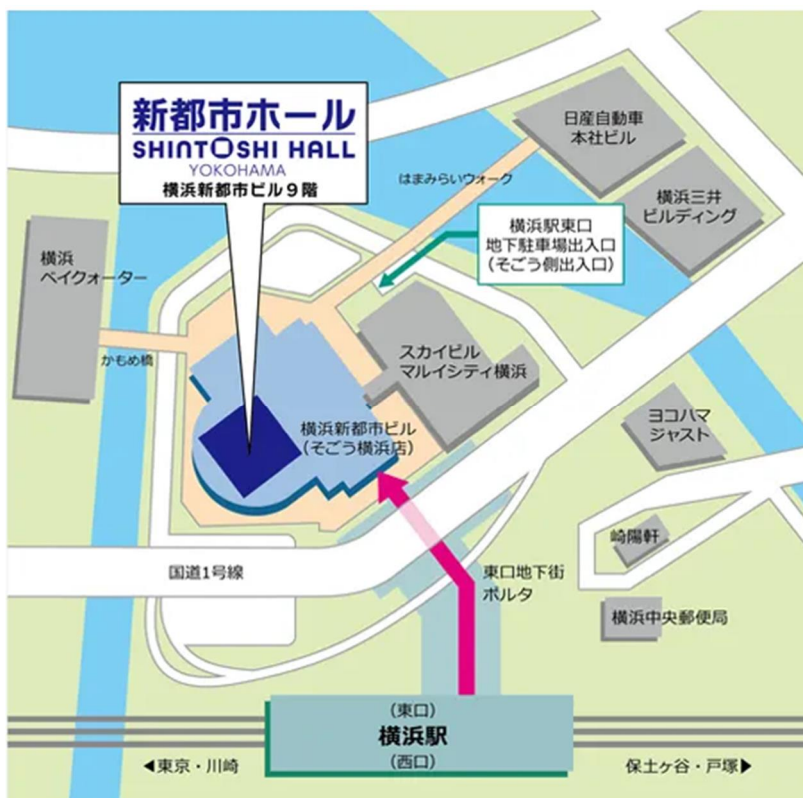 新都市ホール
SHINTOSHI HALL
YOKOHAMA
横浜新都市ビル9階
日産自動車
本社ビル
はまみらいウォーク
横浜三井
ビルディング
横浜駅東口
地下駐車場出入口
(そごう側出入口)
横浜
ベイクォーター
かもめ橋
スカイビル
マルイシティ横浜
横浜新都市ビル
(そごう横浜店)
ヨコハマ
ジャスト
崎陽軒
国道1号線
東口地下街
ポルタ
横浜中央郵便局
(東口)
横浜駅
(西口)
◀東京・川崎
保土ヶ谷・戸塚▶